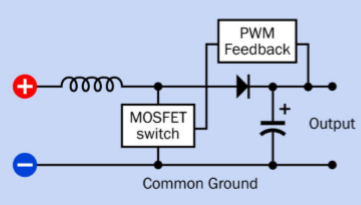 PWM
Feedback
+
MOSFET
switch
+
Output
−
Common Ground